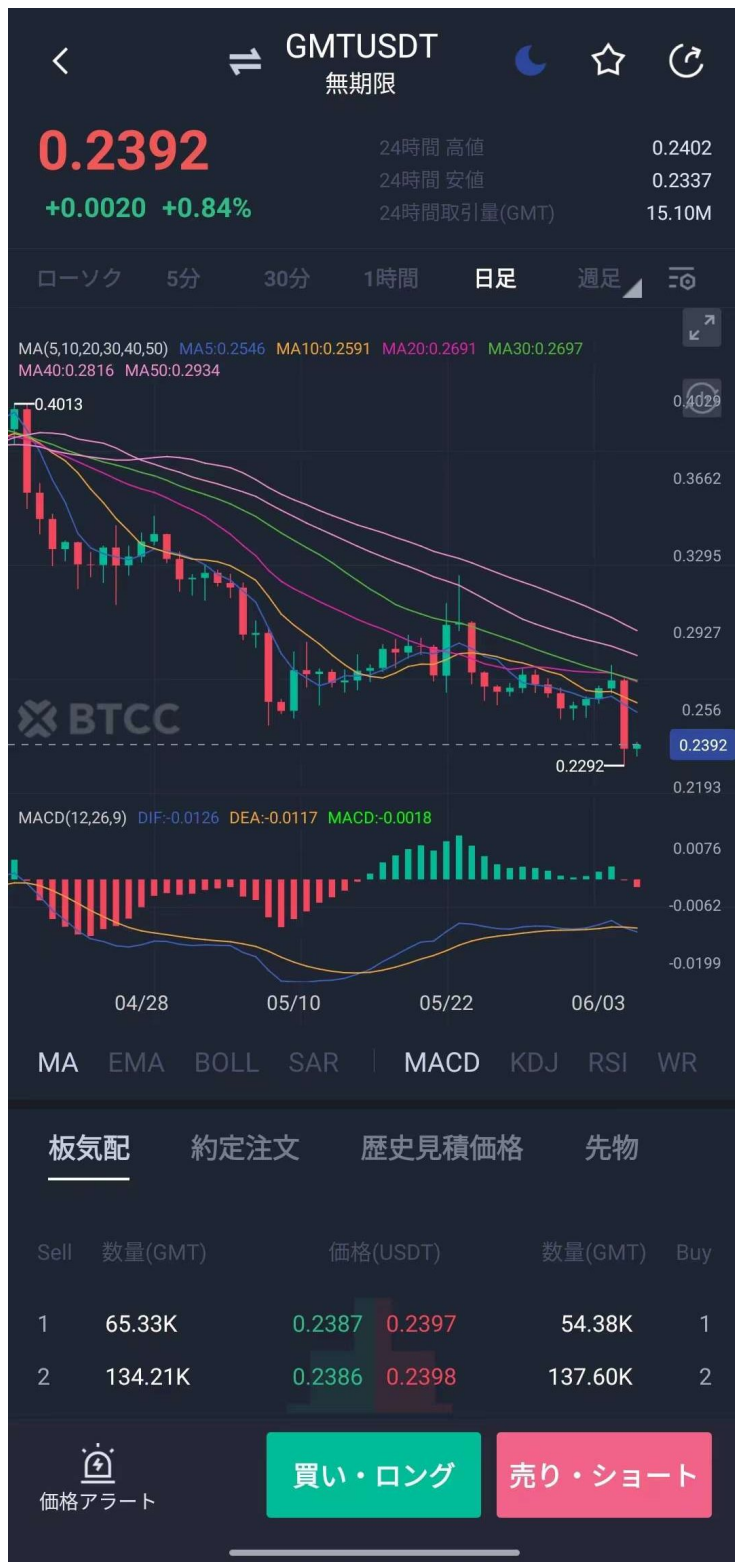 GMTUSDT
無期限
0.2392
+0.0020 +0.84%
24時間 高値 0.2402
24時間 安値 0.2337
24時間取引量(GMT) 15.10M
ローソク 5分 30分 1時間 日足 週足
MA(5,10,20,30,40,50) MA5:0.2546 MA10:0.2591 MA20:0.2691 MA30:0.2697
MA40:0.2816 MA50:0.2934
0.4013
0.4029
0.3662
0.3295
0.2927
0.256
BTCC
0.2392
0.2292
0.2193
MACD(12,26,9) DIF:-0.0126 DEA:-0.0117 MACD:-0.0018
0.0076
-0.0062
-0.0199
04/28 05/10 05/22 06/03
MA EMA BOLL SAR MACD KDJ RSI WR
板気配 約定注文 歴史見積価格 先物
Sell 数量(GMT) 価格(USDT) 数量(GMT) Buy
1 65.33K 0.2387 0.2397 54.38K 1
2 134.21K 0.2386 0.2398 137.60K 2
価格アラート
買い・ロング
売り・ショート